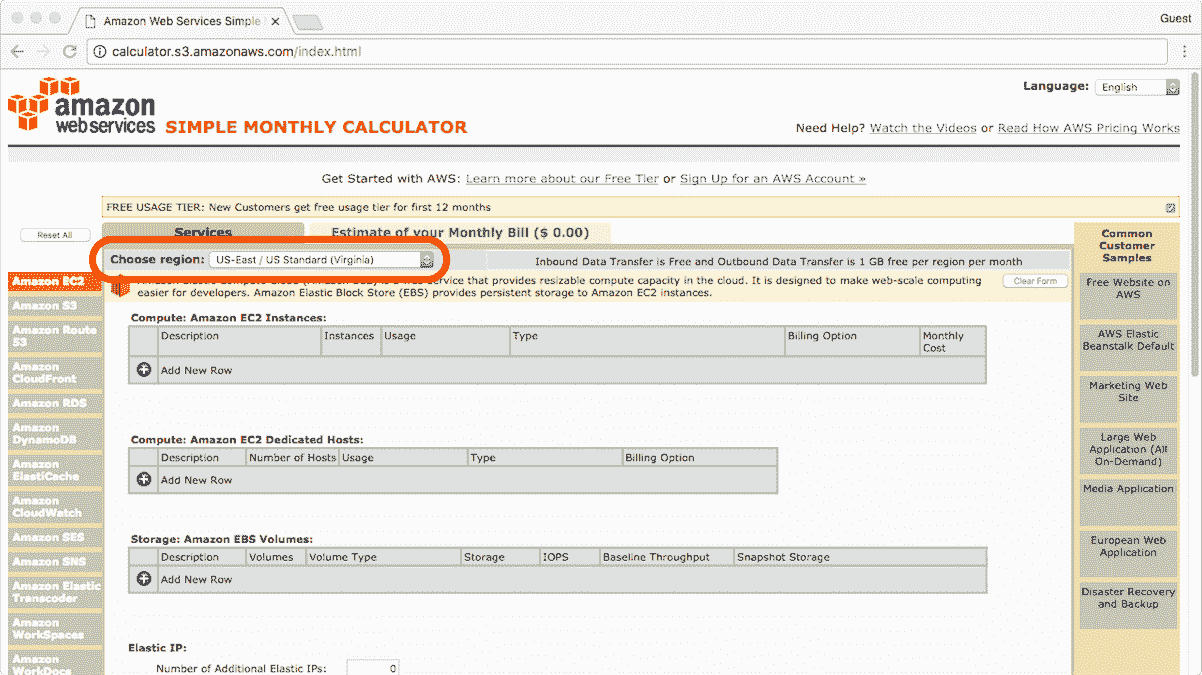 Amazon Web Services Simple
Guest
calculator.s3.amazonaws.com/index.html
Language: English
amazon
webservices
SIMPLE MONTHLY CALCULATOR
Need Help? Watch the Videos or Read How AWS Pricing Works
Get Started with AWS: Learn more about our Free Tier or Sign Up for an AWS Account »
FREE USAGE TIER: New Customers get free usage tier for first 12 months
Reset All
Services
Estimate of your Monthly Bill ($ 0.00)
Choose region: US-East / US Standard (Virginia)
Inbound Data Transfer is Free and Outbound Data Transfer is 1 GB free per region per month
service that provides resizable compute capacity in the cloud. It is designed to make web-scale computing
easier for developers. Amazon Elastic Block Store (EBS) provides persistent storage to Amazon EC2 instances.
Clear Form
Compute: Amazon EC2 Instances:
Description Instances Usage Type Billing Option Monthly
Cost
Add New Row
Compute: Amazon EC2 Dedicated Hosts:
Description Number of Hosts Usage Type Billing Option
Add New Row
Storage: Amazon EBS Volumes:
Description Volumes Volume Type Storage IOPS Baseline Throughput Snapshot Storage
Add New Row
Elastic IP:
Number of Additional Elastic IPs: 0
Amazon EC2
Amazon S3
Amazon Route
53
Amazon
CloudFront
Amazon RDS
Amazon
DynamoDB
Amazon
ElastiCache
Amazon
CloudWatch
Amazon SES
Amazon SNS
Amazon Elastic
Transcoder
Amazon
WorkSpaces
Amazon
WorkDocs
Common
Customer
Samples
Free Website on
AWS
AWS Elastic
Beanstalk Default
Marketing Web
Site
Large Web
Application (All
On-Demand)
Media Application
European Web
Application
Disaster Recovery
and Backup